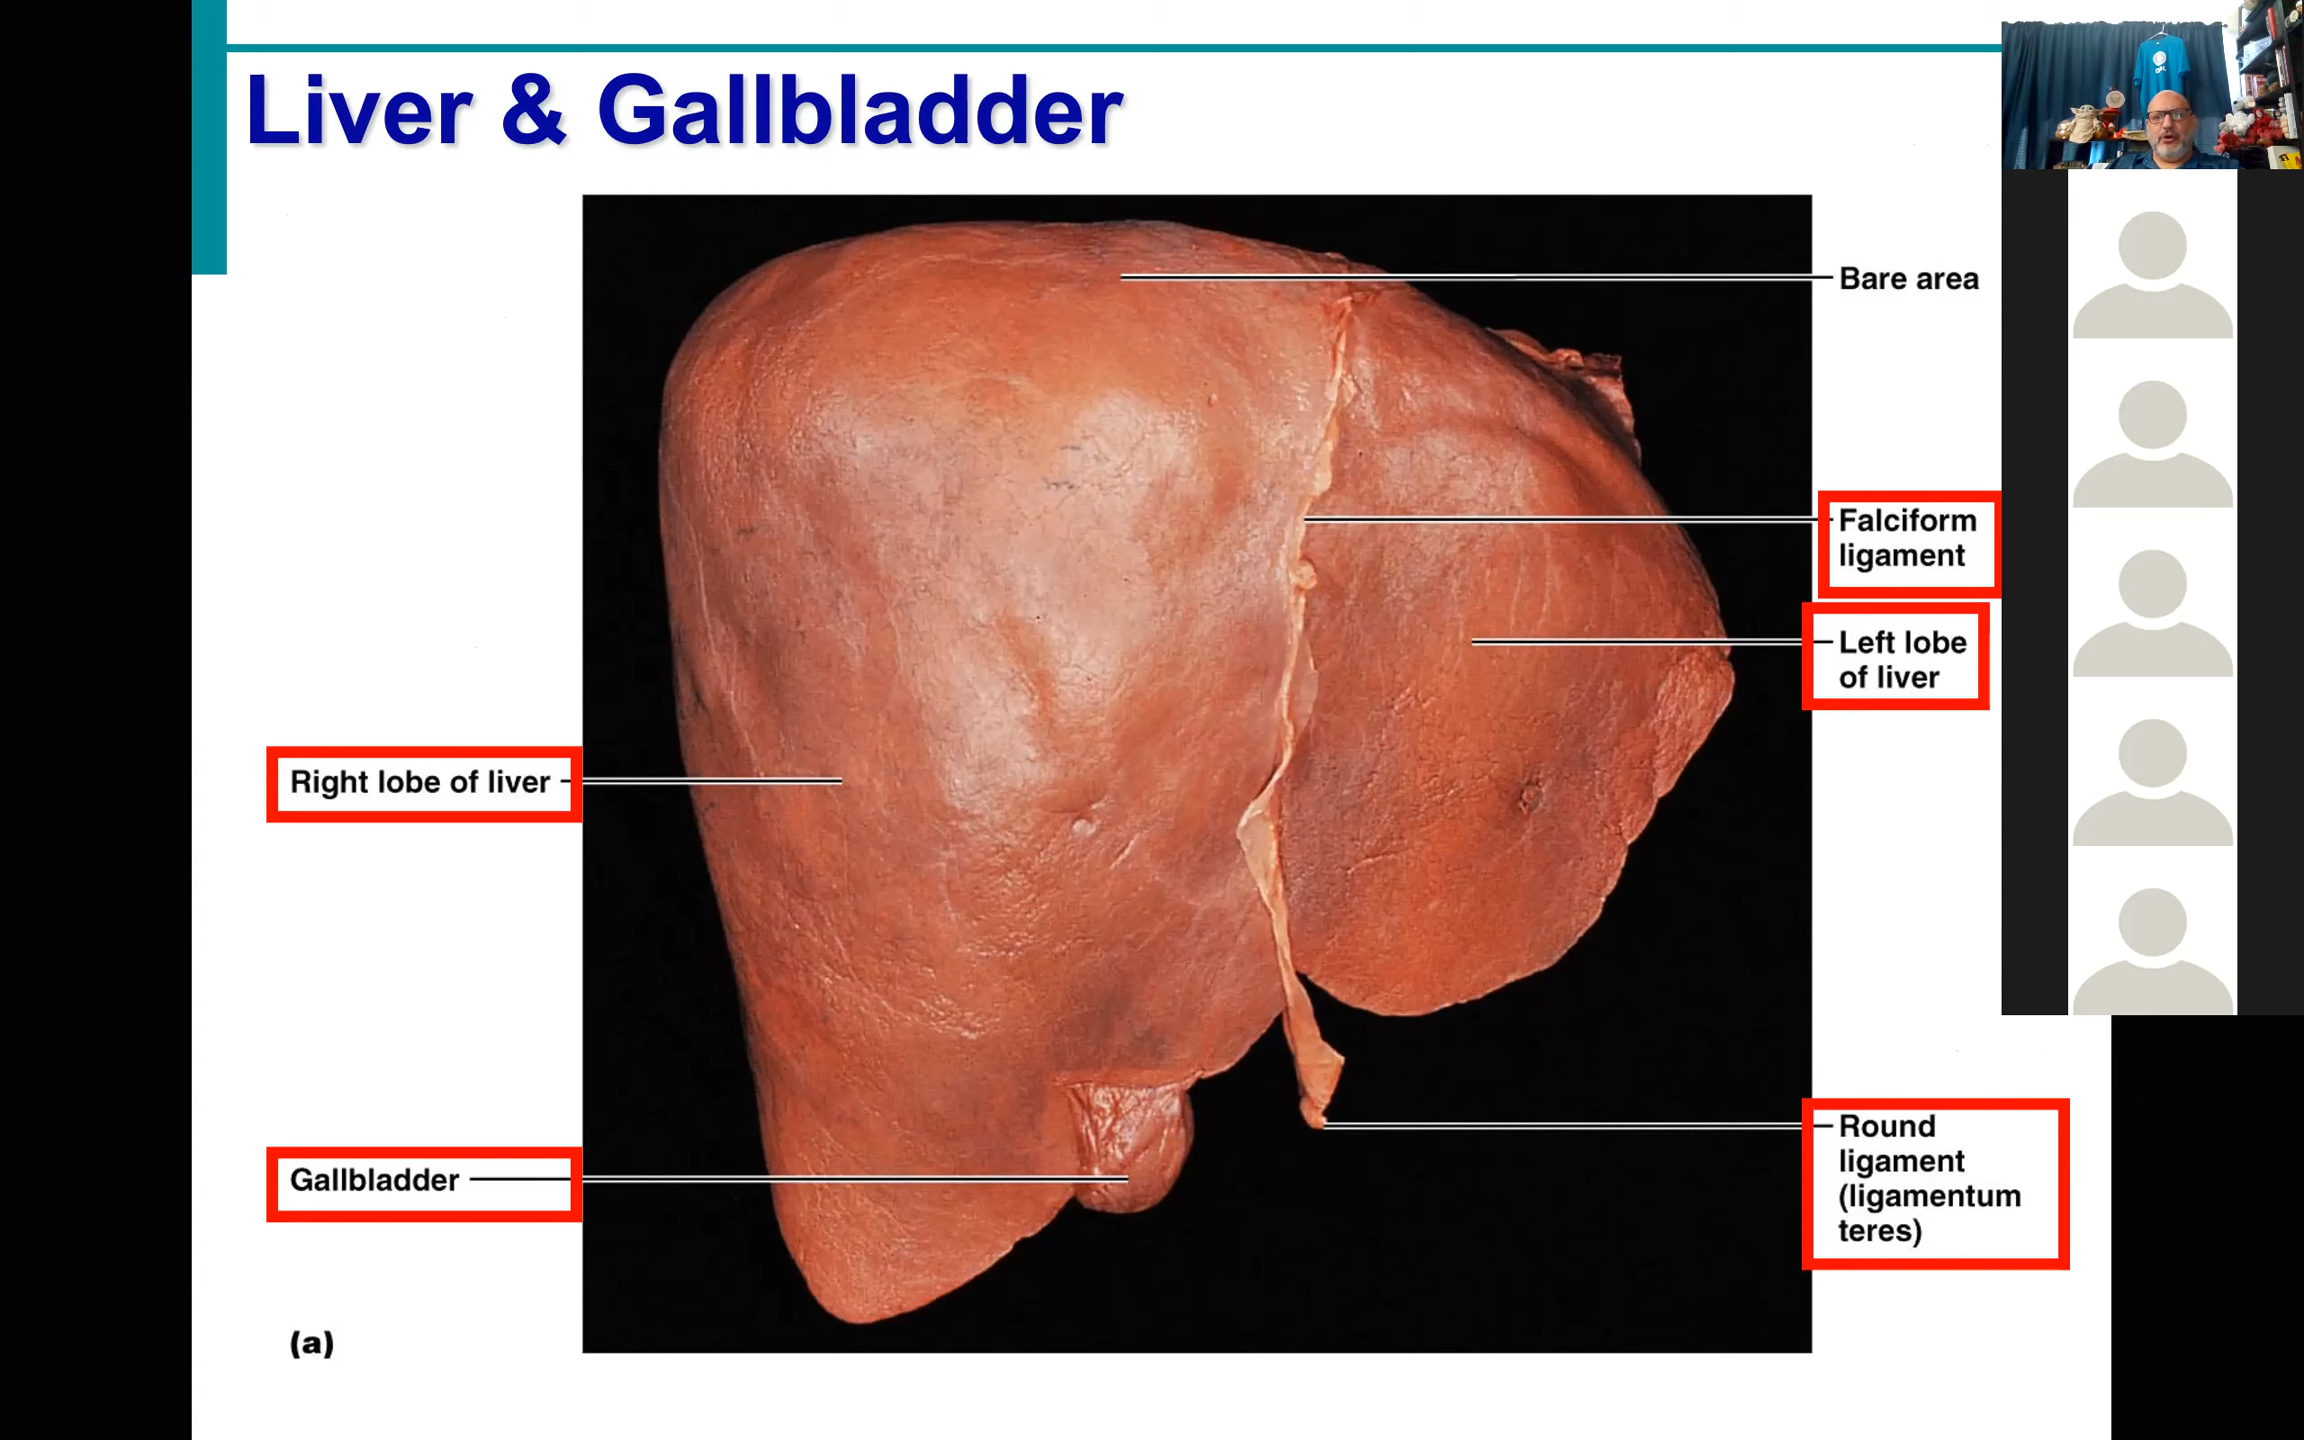 Liver & Gallbladder
Bare area
Falciform
ligament
Left lobe
of liver
Right lobe of liver
Round
ligament
(ligamentum
teres)
Gallbladder
(a)